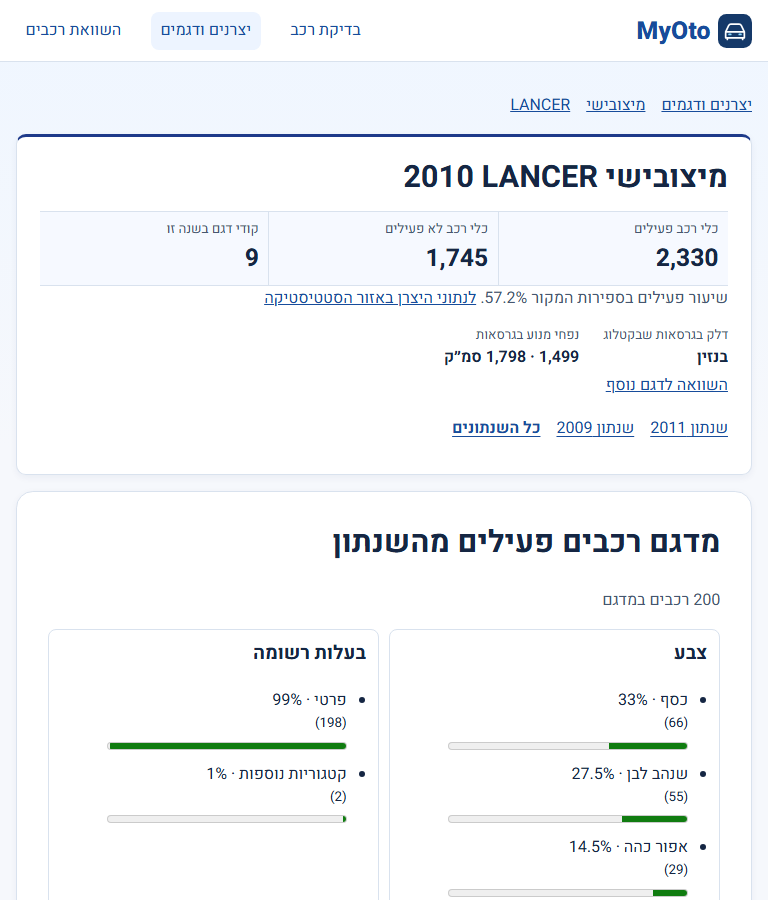 MyOto
בדיקת רכב
יצרנים ודגמים
השוואת רכבים
יצרנים ודגמים
מיצובישי
LANCER
מיצובישי LANCER 2010
כלי רכב פעילים
2,330
כלי רכב לא פעילים
1,745
קודי דגם בשנה זו
9
שיעור פעילים בספירות המקור 57.2%. לנתוני היצרן באזור הסטטיסטיקה
דלק בגרסאות שבקטלוג
בנזין
נפחי מנוע בגרסאות
1,499 · 1,798 סמ״ק
השוואה לדגם נוסף
שנתון 2011
שנתון 2009
כל השנתונים
מדגם רכבים פעילים מהשנתון
200 רכבים במדגם
צבע
כסף · 33%
(66)
שנהב לבן · 27.5%
(55)
אפור כהה · 14.5%
(29)
בעלות רשומה
פרטי · 99%
(198)
קטגוריות נוספות · 1%
(2)